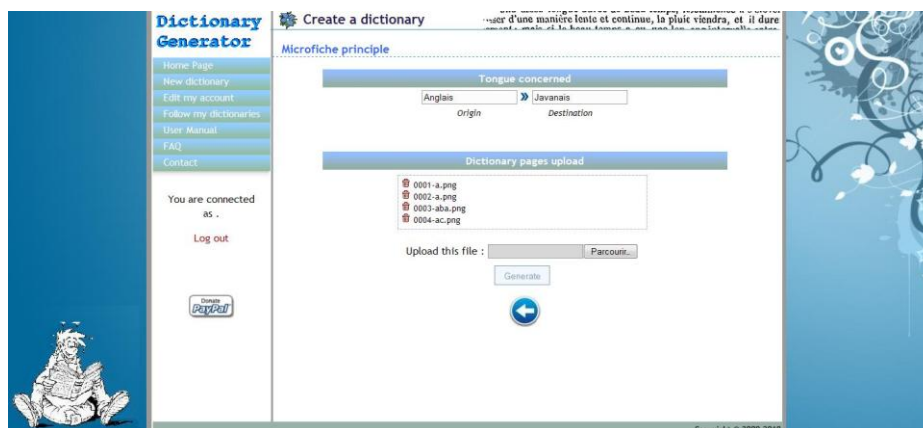 Dictionary
Generator
Home Page
New dictionary
Edit my account
Follow my dictionaries
User Manual
FAQ
Contact
You are connected
as .
Log out
Donate
PayPal
Create a dictionary
d'une manière lente et continue, la pluie viendra, et il dure
Microfiche principle
Tongue concerned
Anglais
Javanais
Origin
Destination
Dictionary pages upload
0001-a.png
0002-a.png
0003-aba.png
0004-ac.png
Upload this file :
Parcourir_
Generate